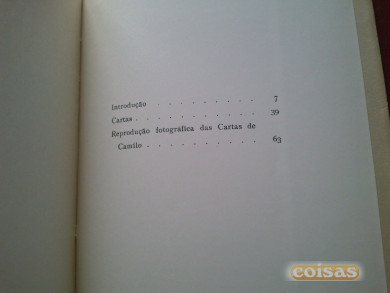 Introdução . . . . . . . . . 7
Cartas . . . . . . . . . . 39
Reprodução fotográfica das Cartas de
Camilo . . . . . . . . . 63
coisas